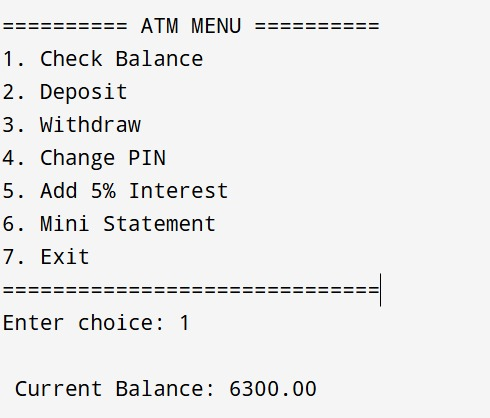 ========== ATM MENU ==========
1. Check Balance
2. Deposit
3. Withdraw
4. Change PIN
5. Add 5% Interest
6. Mini Statement
7. Exit
==============================
Enter choice: 1
Current Balance: 6300.00